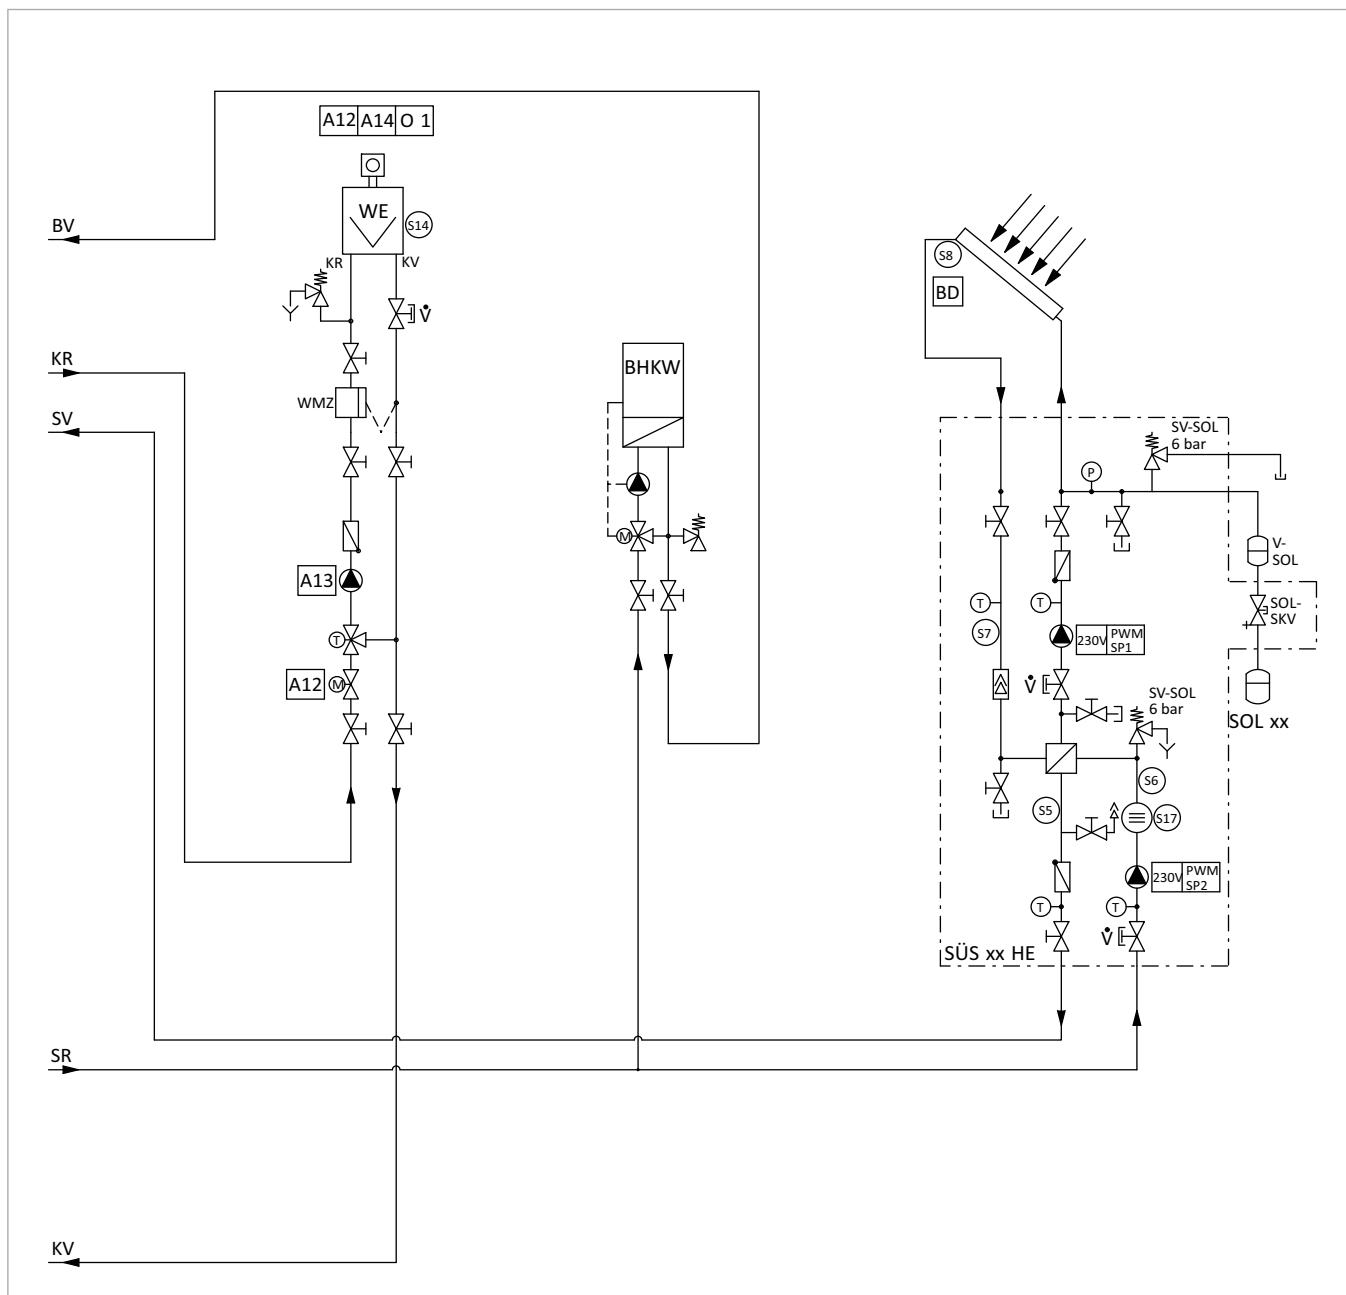 A12 A14 O 1
WE
S14
BV
KR
KV
V̇
S8
BD
KR
BHKW
WMZ
SV
SV-SOL
6 bar
P
M
V-
SOL
A13
T
T
SOL-
SKV
S7
230V PWM
SP1
T
A12
M
V̇
SV-SOL
6 bar
SOL xx
S6
S5
S17
230V PWM
SP2
T
T
V̇
SÜS xx HE
SR
KV